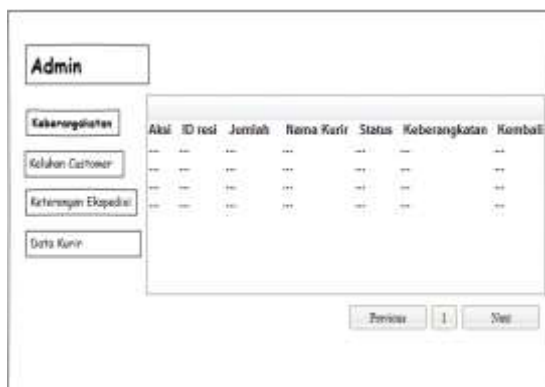 Admin
Keberangkatan
Keluhan Customer
Keterangan Ekspedisi
Data Kurir
Aksi ID resi Jumlah Nama Kurir Status Keberangkatan Kembali
... ... ... ... ... ... ...
... ... ... ... ... ... ...
... ... ... ... ... ... ...
... ... ... ... ... ... ...
Previous 1 Next